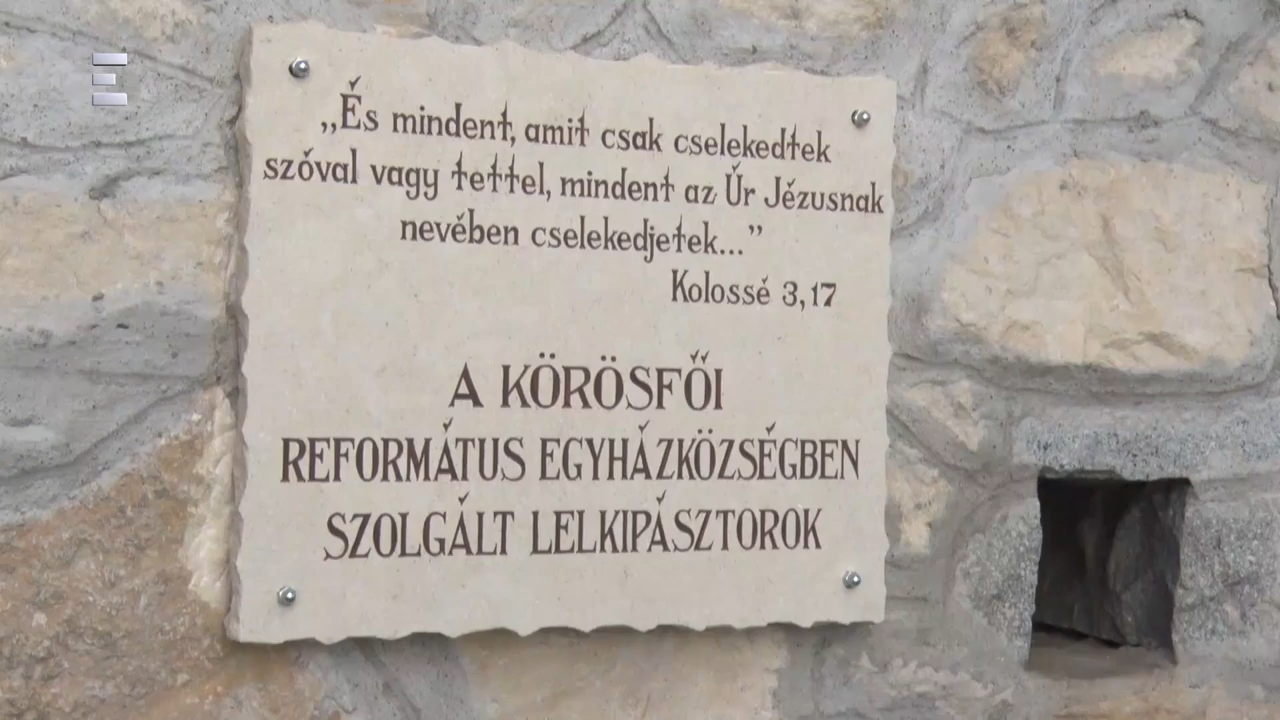 „És mindent, amit csak cselekedtek
szóval vagy tettel, mindent az Úr Jézusnak
nevében cselekedjetek..."
Kolossé 3,17
A KÖRÖSFŐI
REFORMÁTUS EGYHÁZKÖZSÉGBEN
SZOLGÁLT LELKIPÁSZTOROK